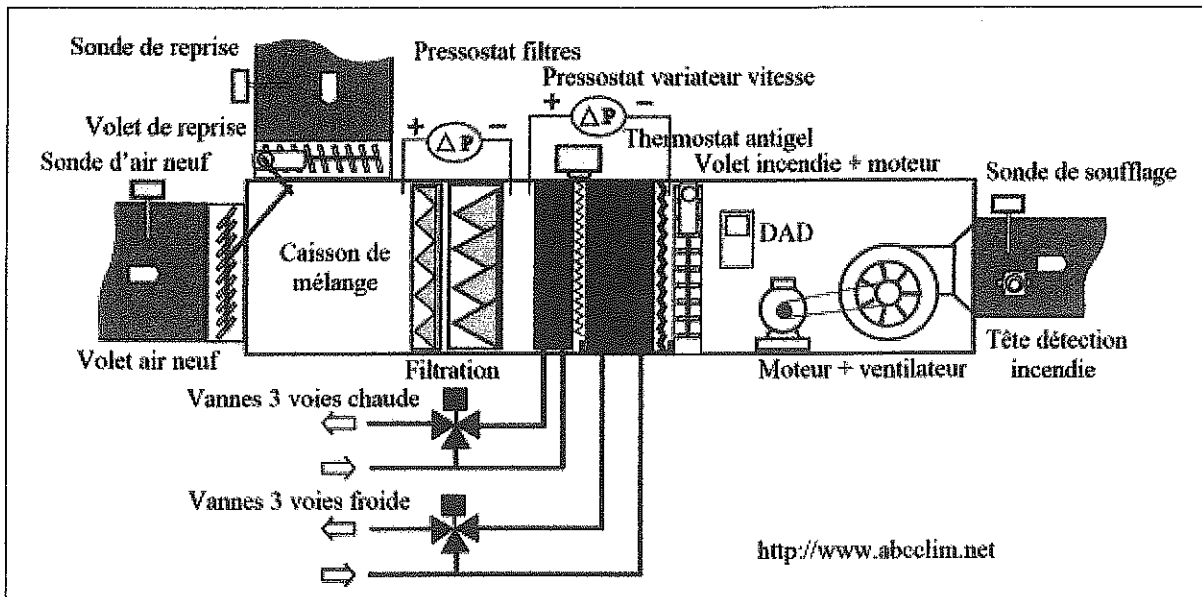 Sonde de reprise
Pressostat filtres
Pressostat variateur vitesse
+ −
+ −
Δ P
Δ P
Volet de reprise
Thermostat antigel
Sonde d'air neuf
Volet incendie + moteur
Sonde de soufflage
DAD
Caisson de
mélange
Volet air neuf
Filtration
Moteur + ventilateur
Tête détection
incendie
Vannes 3 voies chaude
Vannes 3 voies froide
http://www.abcclim.net